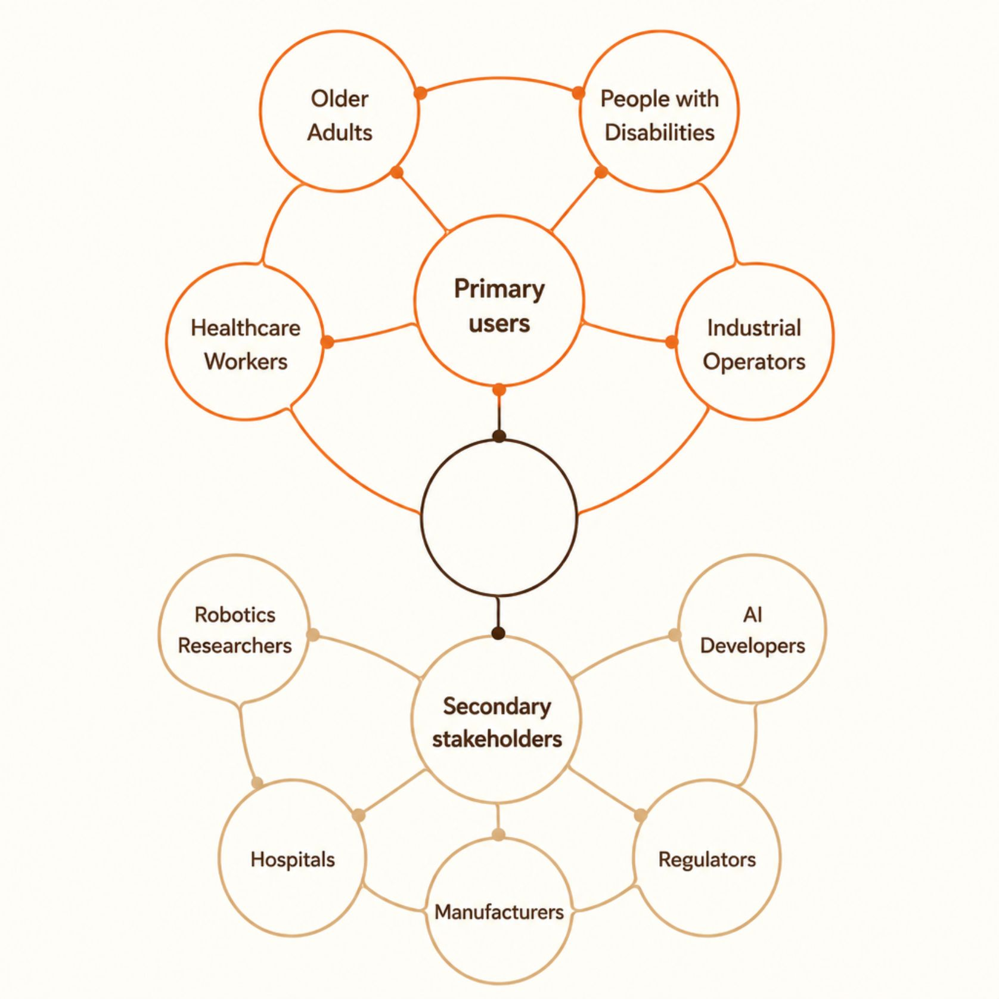 Older
Adults
People with
Disabilities
Primary
users
Healthcare
Workers
Industrial
Operators
Robotics
Researchers
AI
Developers
Secondary
stakeholders
Hospitals
Regulators
Manufacturers